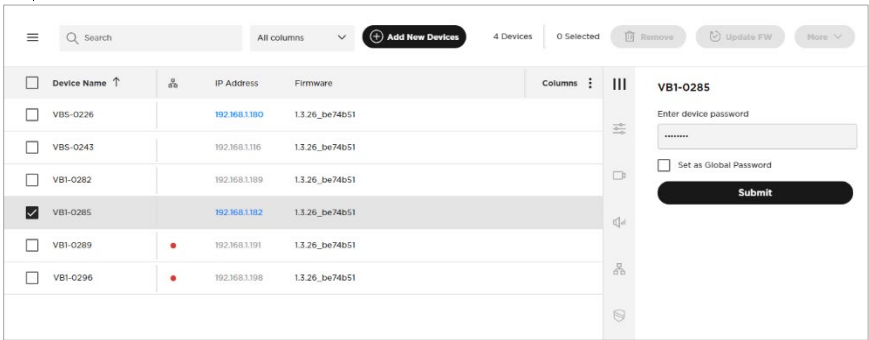 Search
All columns
Add New Devices
4 Devices
0 Selected
Remove
Update FW
More
Device Name
IP Address
Firmware
Columns
VBS-0226 192.168.1.180 1.3.26_be74b51
VBS-0243 192.168.1.116 1.3.26_be74b51
VB1-0282 192.168.1.189 1.3.26_be74b51
VB1-0285 192.168.1.182 1.3.26_be74b51
VB1-0289 192.168.1.191 1.3.26_be74b51
VB1-0296 192.168.1.198 1.3.26_be74b51
VB1-0285
Enter device password
••••••••
Set as Global Password
Submit